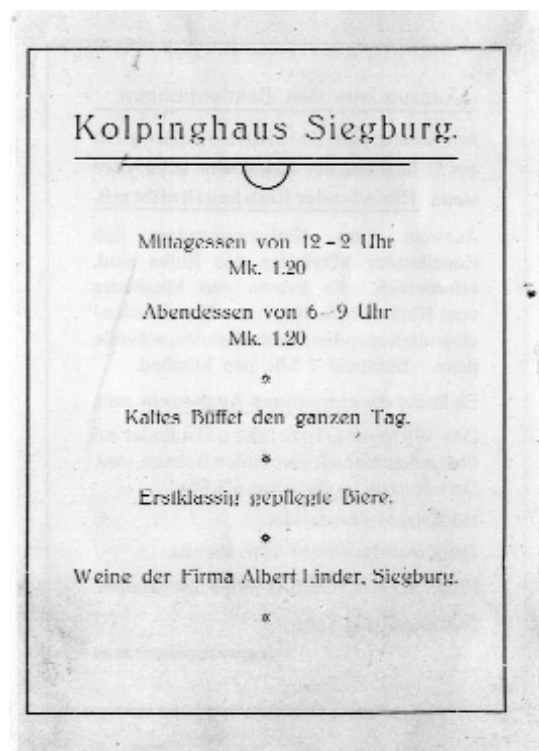 Kolpinghaus Siegburg.
Mittagessen von 12-2 Uhr
Mk. 1.20
Abendessen von 6-9 Uhr
Mk. 1.20
*
Kaltes Büffet den ganzen Tag.
*
Erstklassig gepflegte Biere.
*
Weine der Firma Albert Linder, Siegburg.
*